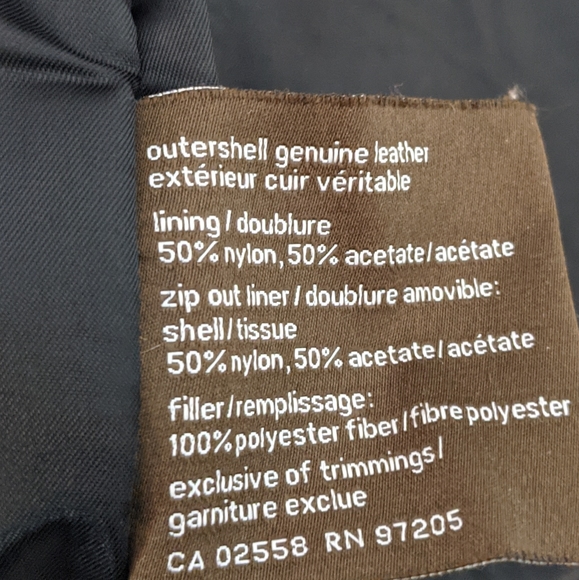 outershell genuine leather
extérieur cuir véritable
lining/doublure
50% nylon, 50% acetate/acétate
zip out liner/doublure amovible:
shell/tissue
50% nylon, 50% acetate/acétate
filler/remplissage:
100% polyester fiber/fibre polyester
exclusive of trimmings/
garniture exclue
CA 02558 RN 97205